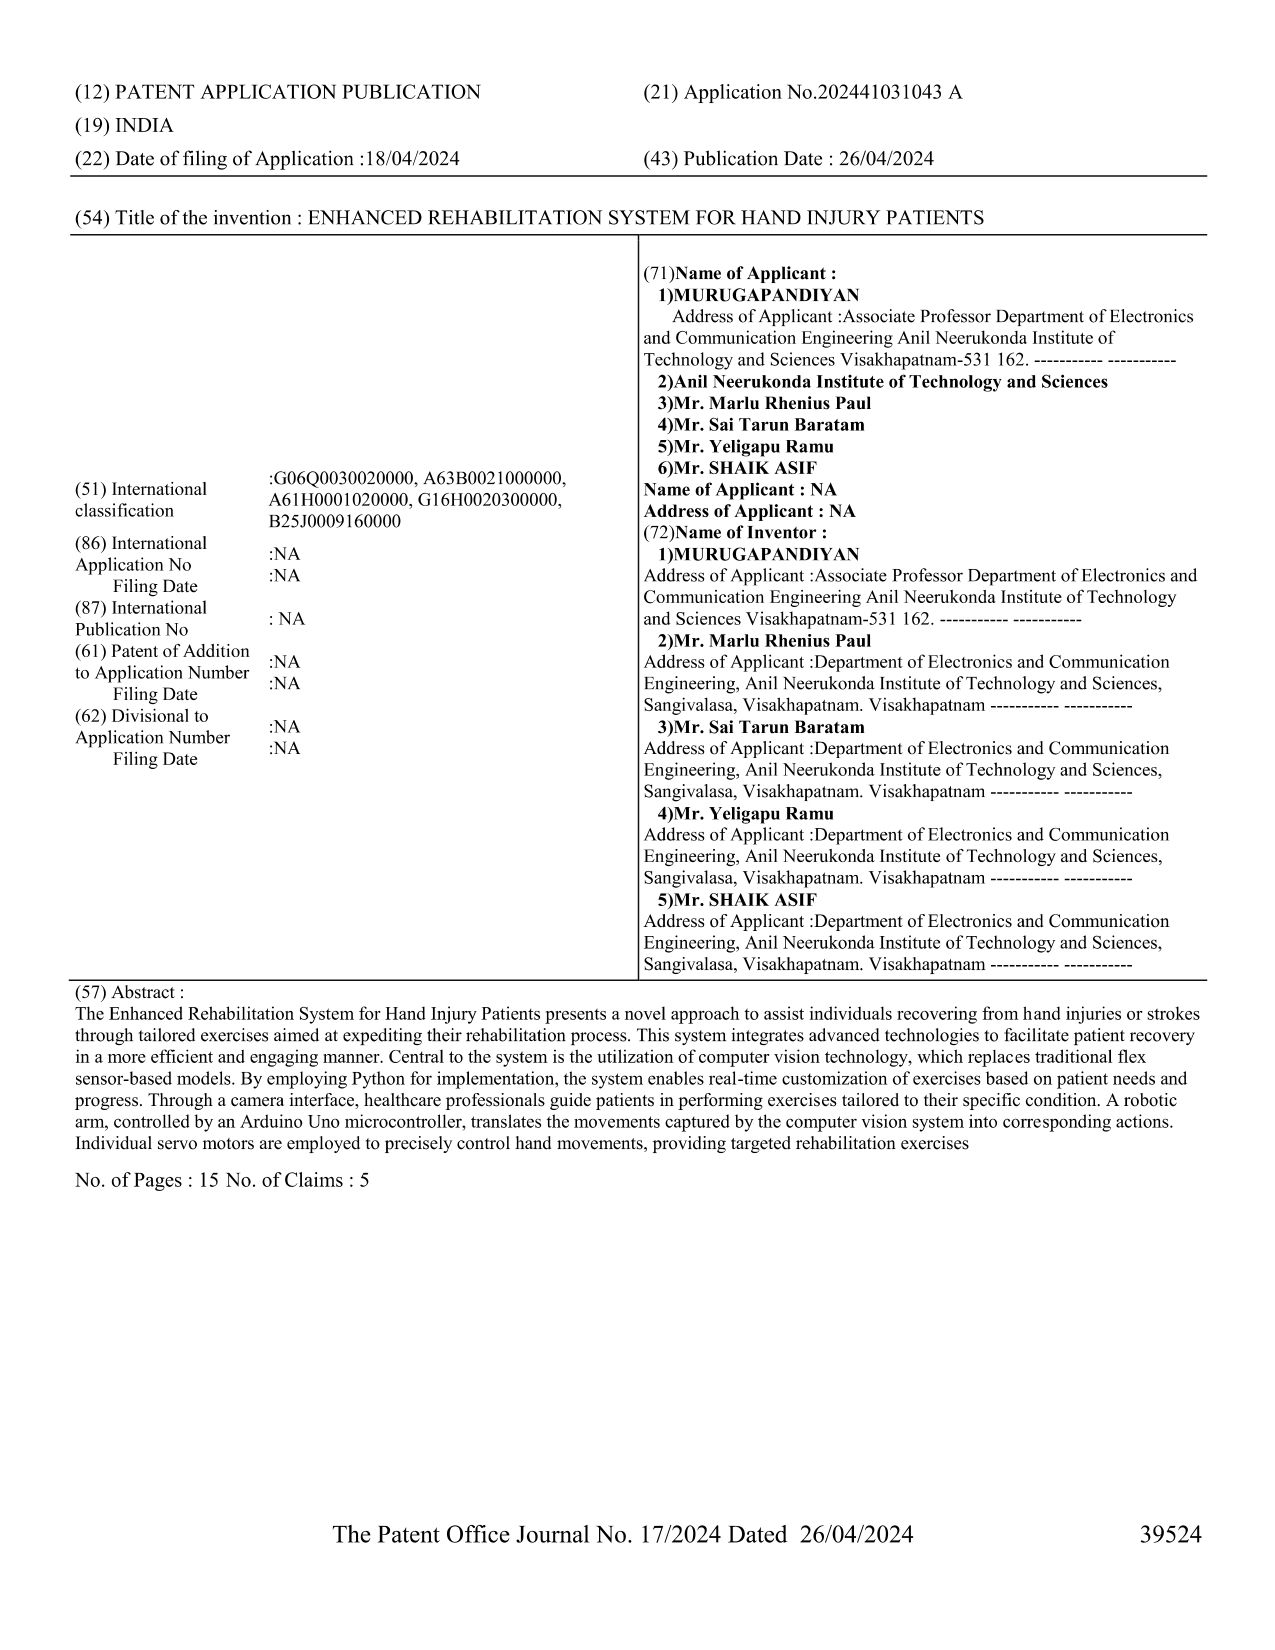 (12) PATENT APPLICATION PUBLICATION
(21) Application No.202441031043 A
(19) INDIA
(22) Date of filing of Application :18/04/2024
(43) Publication Date : 26/04/2024
(54) Title of the invention : ENHANCED REHABILITATION SYSTEM FOR HAND INJURY PATIENTS
(51) International
classification
:G06Q0030020000, A63B0021000000,
A61H0001020000, G16H0020300000,
B25J0009160000
(86) International
Application No
Filing Date
:NA
:NA
(87) International
Publication No
: NA
(61) Patent of Addition
to Application Number
Filing Date
:NA
:NA
(62) Divisional to
Application Number
Filing Date
:NA
:NA
(71)Name of Applicant :
1)MURUGAPANDIYAN
Address of Applicant :Associate Professor Department of Electronics
and Communication Engineering Anil Neerukonda Institute of
Technology and Sciences Visakhapatnam-531 162. ----------- -----------
2)Anil Neerukonda Institute of Technology and Sciences
3)Mr. Marlu Rhenius Paul
4)Mr. Sai Tarun Baratam
5)Mr. Yeligapu Ramu
6)Mr. SHAIK ASIF
Name of Applicant : NA
Address of Applicant : NA
(72)Name of Inventor :
1)MURUGAPANDIYAN
Address of Applicant :Associate Professor Department of Electronics and
Communication Engineering Anil Neerukonda Institute of Technology
and Sciences Visakhapatnam-531 162. ----------- -----------
2)Mr. Marlu Rhenius Paul
Address of Applicant :Department of Electronics and Communication
Engineering, Anil Neerukonda Institute of Technology and Sciences,
Sangivalasa, Visakhapatnam. Visakhapatnam ----------- -----------
3)Mr. Sai Tarun Baratam
Address of Applicant :Department of Electronics and Communication
Engineering, Anil Neerukonda Institute of Technology and Sciences,
Sangivalasa, Visakhapatnam. Visakhapatnam ----------- -----------
4)Mr. Yeligapu Ramu
Address of Applicant :Department of Electronics and Communication
Engineering, Anil Neerukonda Institute of Technology and Sciences,
Sangivalasa, Visakhapatnam. Visakhapatnam ----------- -----------
5)Mr. SHAIK ASIF
Address of Applicant :Department of Electronics and Communication
Engineering, Anil Neerukonda Institute of Technology and Sciences,
Sangivalasa, Visakhapatnam. Visakhapatnam ----------- -----------
(57) Abstract :
The Enhanced Rehabilitation System for Hand Injury Patients presents a novel approach to assist individuals recovering from hand injuries or strokes
through tailored exercises aimed at expediting their rehabilitation process. This system integrates advanced technologies to facilitate patient recovery
in a more efficient and engaging manner. Central to the system is the utilization of computer vision technology, which replaces traditional flex
sensor-based models. By employing Python for implementation, the system enables real-time customization of exercises based on patient needs and
progress. Through a camera interface, healthcare professionals guide patients in performing exercises tailored to their specific condition. A robotic
arm, controlled by an Arduino Uno microcontroller, translates the movements captured by the computer vision system into corresponding actions.
Individual servo motors are employed to precisely control hand movements, providing targeted rehabilitation exercises
No. of Pages : 15 No. of Claims : 5
The Patent Office Journal No. 17/2024 Dated 26/04/2024
39524